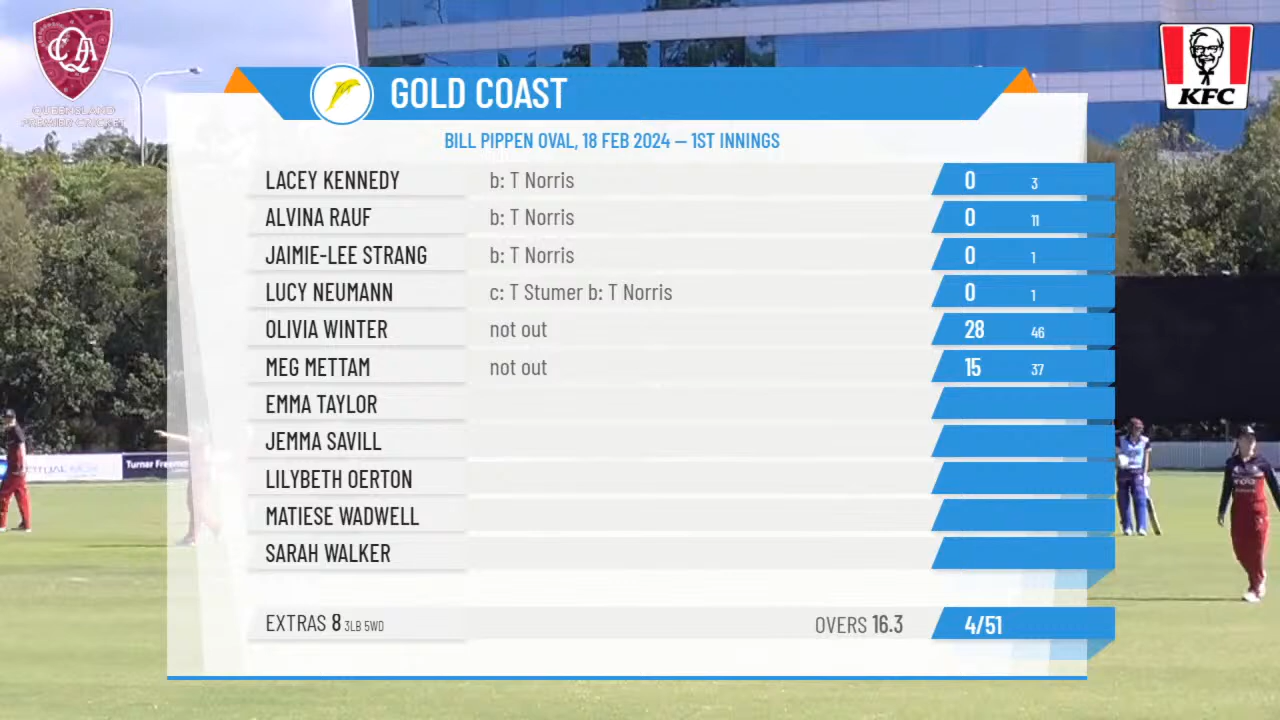 QUEENSLAND
PREMIER CRICKET
KFC
GOLD COAST
BILL PIPPEN OVAL, 18 FEB 2024 – 1ST INNINGS
LACEY KENNEDY b: T Norris 0 3
ALVINA RAUF b: T Norris 0 11
JAIMIE-LEE STRANG b: T Norris 0 1
LUCY NEUMANN c: T Stumer b: T Norris 0 1
OLIVIA WINTER not out 28 46
MEG METTAM not out 15 37
EMMA TAYLOR
JEMMA SAVILL
LILYBETH OERTON
MATIESE WADWELL
SARAH WALKER
EXTRAS 8 3LB 5WD OVERS 16.3 4/51